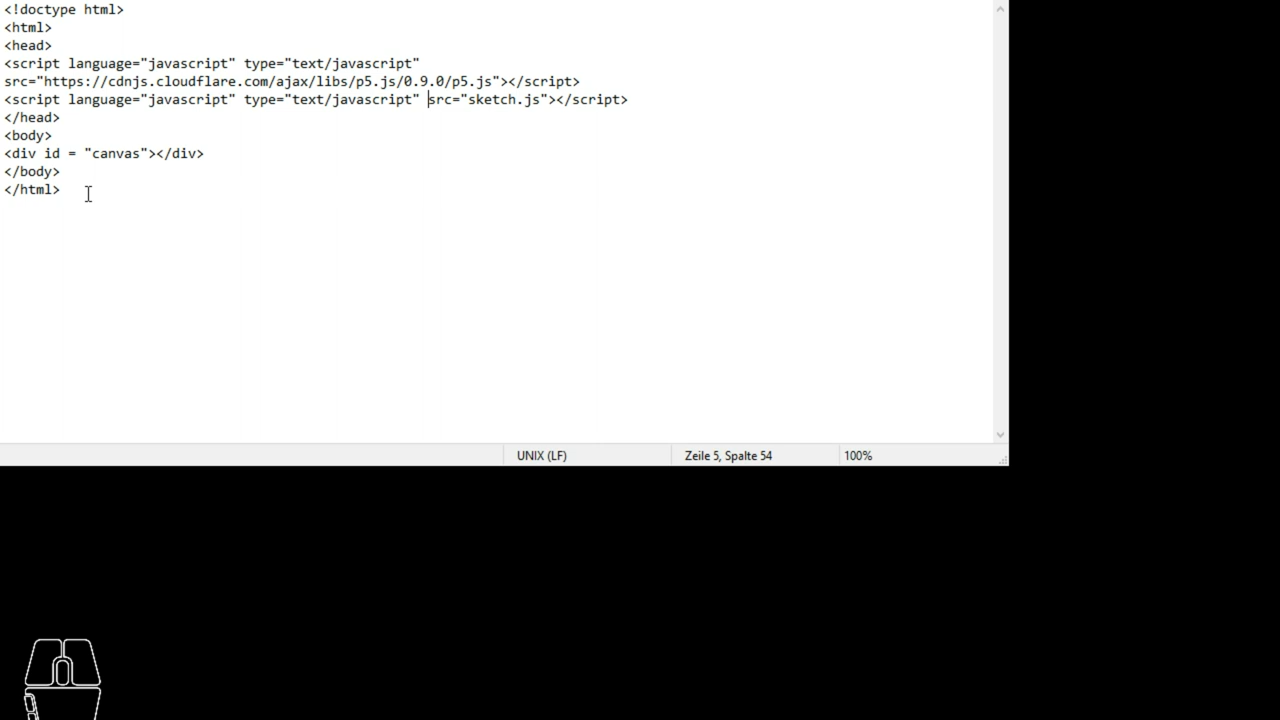 <!doctype html>
<html>
<head>
<script language="javascript" type="text/javascript"
src="https://cdnjs.cloudflare.com/ajax/libs/p5.js/0.9.0/p5.js"></script>
<script language="javascript" type="text/javascript" src="sketch.js"></script>
</head>
<body>
<div id = "canvas"></div>
</body>
</html>
UNIX (LF) Zeile 5, Spalte 54 100%